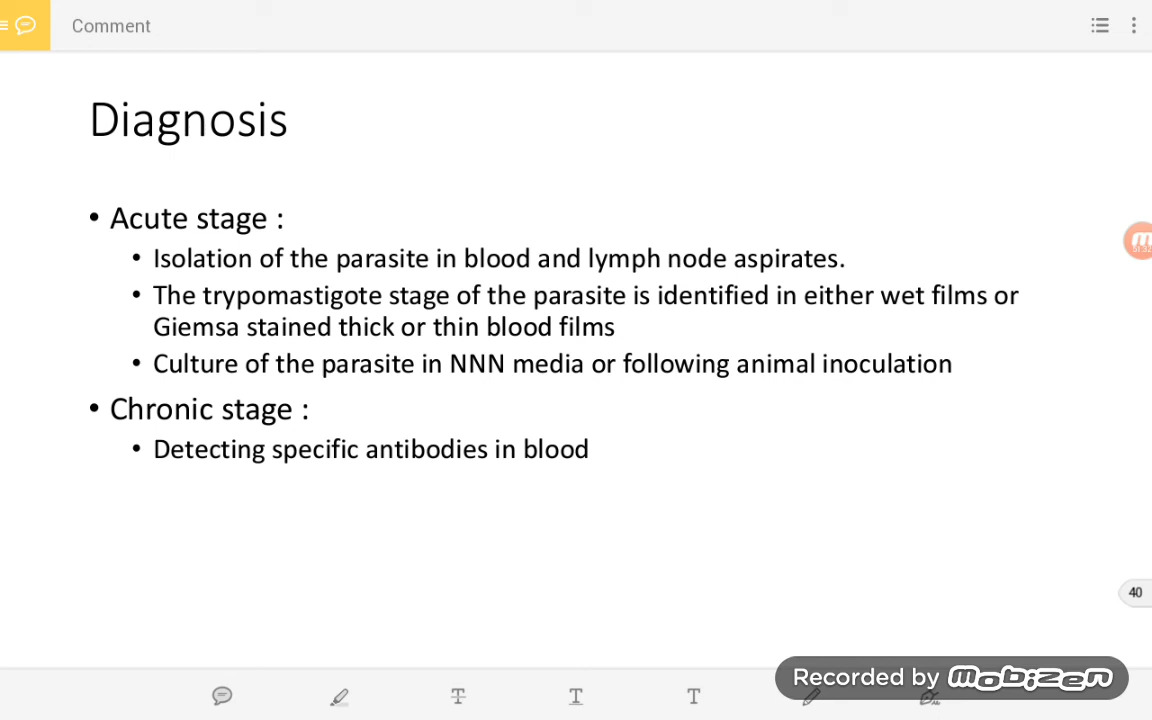 Comment
Diagnosis
• Acute stage :
• Isolation of the parasite in blood and lymph node aspirates.
• The trypomastigote stage of the parasite is identified in either wet films or
Giemsa stained thick or thin blood films
• Culture of the parasite in NNN media or following animal inoculation
• Chronic stage :
• Detecting specific antibodies in blood
40
Recorded by mobizen